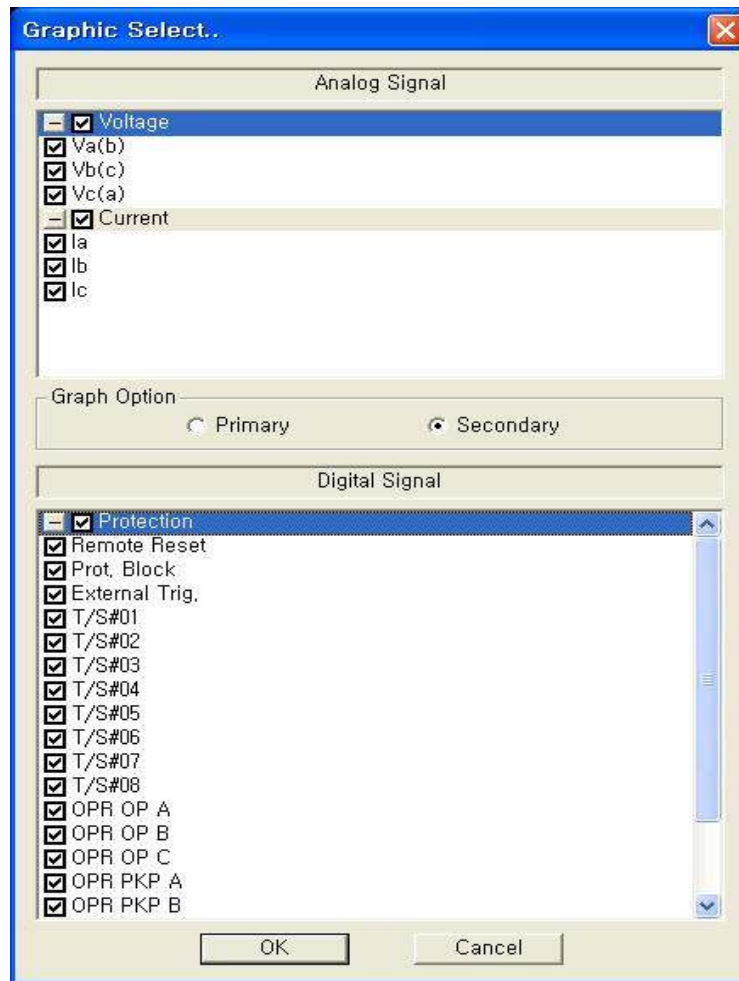 Graphic Select..
Analog Signal
Voltage
Va(b)
Vb(c)
Vc(a)
Current
Ia
Ib
Ic
Graph Option
Primary Secondary
Digital Signal
Protection
Remote Reset
Prot. Block
External Trig.
T/S#01
T/S#02
T/S#03
T/S#04
T/S#05
T/S#06
T/S#07
T/S#08
OPR OP A
OPR OP B
OPR OP C
OPR PKP A
OPR PKP B
OK Cancel